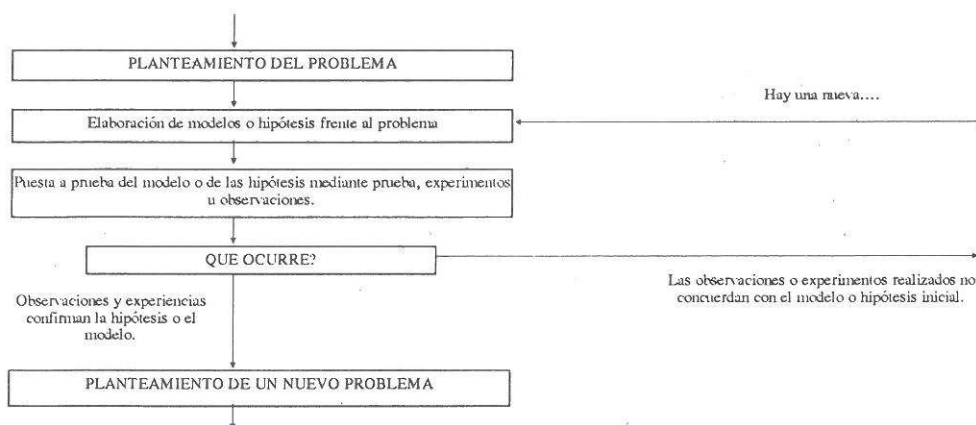 PLANTEAMIENTO DEL PROBLEMA
Hay una nueva....
Elaboración de modelos o hipótesis frente al problema
Puesta a prueba del modelo o de las hipótesis mediante prueba, experimentos
u observaciones.
QUE OCURRE?
Las observaciones o experimentos realizados no
concuerdan con el modelo o hipótesis inicial.
Observaciones y experiencias
confirman la hipótesis o el
modelo.
PLANTEAMIENTO DE UN NUEVO PROBLEMA